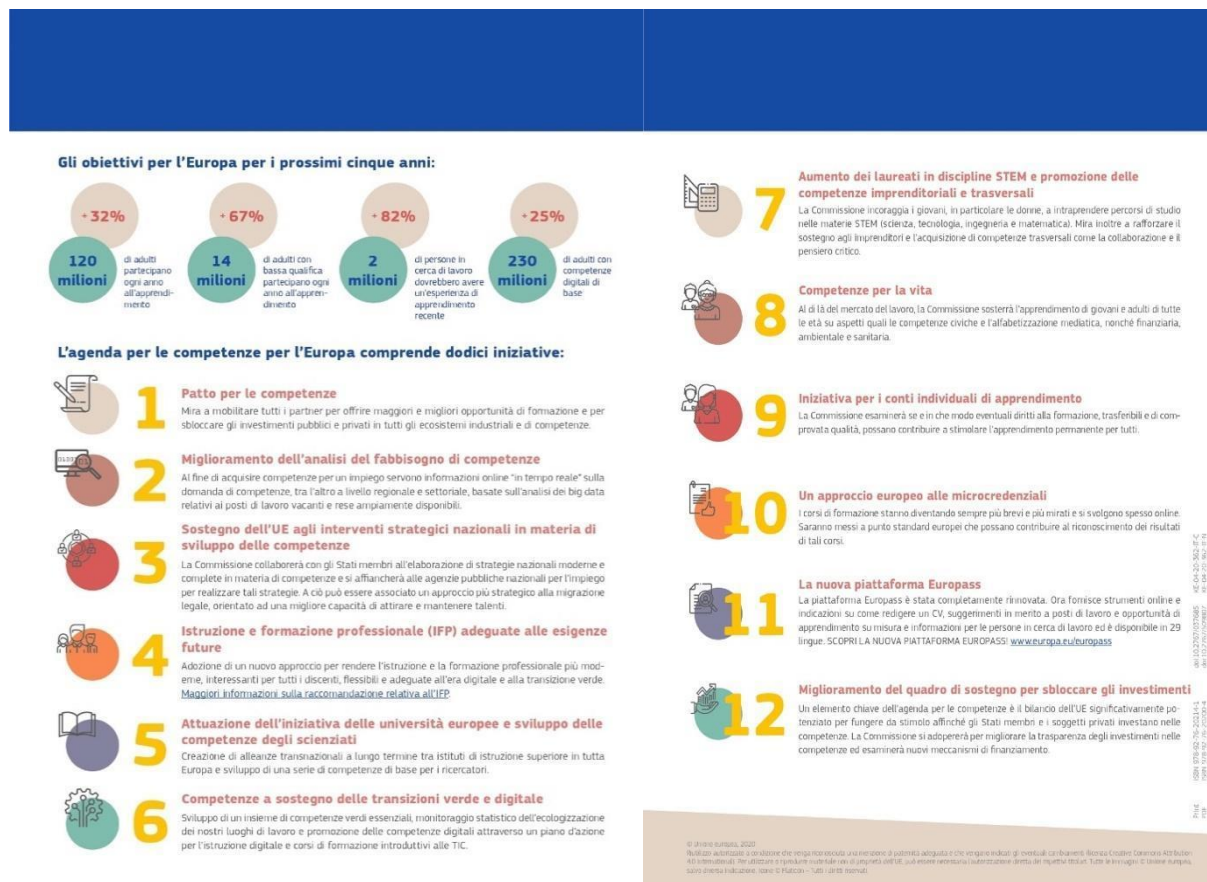 Gli obiettivi per l'Europa per i prossimi cinque anni:
+ 32%
120
milioni
di adulti
partecipano
ogni anno
all'apprendi-
mento
+ 67%
14
milioni
di adulti con
bassa qualifica
partecipano ogni
anno all'appren-
dimento
+ 82%
2
milioni
di persone in
cerca di lavoro
dovrebbero avere
un'esperienza di
apprendimento
recente
+ 25%
230
milioni
di adulti con
competenze
digitali di
base
L'agenda per le competenze per l'Europa comprende dodici iniziative:
1
Patto per le competenze
Mira a mobilitare tutti i partner per offrire maggiori e migliori opportunità di formazione e per
sbloccare gli investimenti pubblici e privati in tutti gli ecosistemi industriali e di competenze.
2
Miglioramento dell'analisi del fabbisogno di competenze
Al fine di acquisire competenze per un impiego servono informazioni online "in tempo reale" sulla
domanda di competenze, tra l'altro a livello regionale e settoriale, basate sull'analisi dei big data
relativi ai posti di lavoro vacanti e rese ampiamente disponibili.
3
Sostegno dell'UE agli interventi strategici nazionali in materia di
sviluppo delle competenze
La Commissione collaborerà con gli Stati membri all'elaborazione di strategie nazionali moderne e
complete in materia di competenze e si affiancherà alle agenzie pubbliche nazionali per l'impiego
per realizzare tali strategie. A ciò può essere associato un approccio più strategico alla migrazione
legale, orientato ad una migliore capacità di attirare e mantenere talenti.
4
Istruzione e formazione professionale (IFP) adeguate alle esigenze
future
Adozione di un nuovo approccio per rendere l'istruzione e la formazione professionale più mod-
erne, interessanti per tutti i discenti, flessibili e adeguate all'era digitale e alla transizione verde.
Maggiori informazioni sulla raccomandazione relativa all'IFP.
5
Attuazione dell'iniziativa delle università europee e sviluppo delle
competenze degli scienziati
Creazione di alleanze transnazionali a lungo termine tra istituti di istruzione superiore in tutta
Europa e sviluppo di una serie di competenze di base per i ricercatori.
6
Competenze a sostegno delle transizioni verde e digitale
Sviluppo di un insieme di competenze verdi essenziali, monitoraggio statistico dell'ecologizzazione
dei nostri luoghi di lavoro e promozione delle competenze digitali attraverso un piano d'azione
per l'istruzione digitale e corsi di formazione introduttivi alle TIC.
7
Aumento dei laureati in discipline STEM e promozione delle
competenze imprenditoriali e trasversali
La Commissione incoraggia i giovani, in particolare le donne, a intraprendere percorsi di studio
nelle materie STEM (scienza, tecnologia, ingegneria e matematica). Mira inoltre a rafforzare il
sostegno agli imprenditori e l'acquisizione di competenze trasversali come la collaborazione e il
pensiero critico.
8
Competenze per la vita
Al di là del mercato del lavoro, la Commissione sosterrà l'apprendimento di giovani e adulti di tutte
le età su aspetti quali le competenze civiche e l'alfabetizzazione mediatica, nonché finanziaria,
ambientale e sanitaria.
9
Iniziativa per i conti individuali di apprendimento
La Commissione esaminerà se e in che modo eventuali diritti alla formazione, trasferibili e di com-
provata qualità, possano contribuire a stimolare l'apprendimento permanente per tutti.
10
Un approccio europeo alle microcredenziali
I corsi di formazione stanno diventando sempre più brevi e più mirati e si svolgono spesso online.
Saranno messi a punto standard europei che possano contribuire al riconoscimento dei risultati
di tali corsi.
11
La nuova piattaforma Europass
La piattaforma Europass è stata completamente rinnovata. Ora fornisce strumenti online e
indicazioni su come redigere un CV, suggerimenti in merito a posti di lavoro e opportunità di
apprendimento su misura e informazioni per le persone in cerca di lavoro ed è disponibile in 29
lingue. SCOPRI LA NUOVA PIATTAFORMA EUROPASS! www.europa.eu/europass
12
Miglioramento del quadro di sostegno per sbloccare gli investimenti
Un elemento chiave dell'agenda per le competenze è il bilancio dell'UE significativamente po-
tenziato per fungere da stimolo affinché gli Stati membri e i soggetti privati investano nelle
competenze. La Commissione si adopererà per migliorare la trasparenza degli investimenti nelle
competenze ed esaminerà nuovi meccanismi di finanziamento.
Print
PDF
© Unione europea, 2020